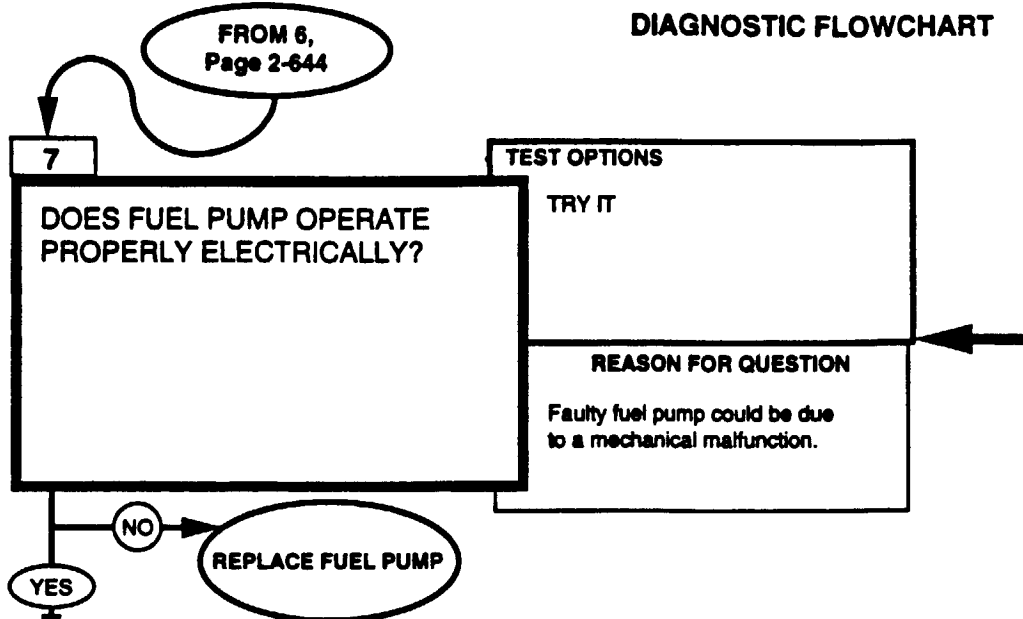 DIAGNOSTIC FLOWCHART
FROM 6,
Page 2-644
7
DOES FUEL PUMP OPERATE
PROPERLY ELECTRICALLY?
TEST OPTIONS
TRY IT
REASON FOR QUESTION
Faulty fuel pump could be due
to a mechanical malfunction.
NO
REPLACE FUEL PUMP
YES